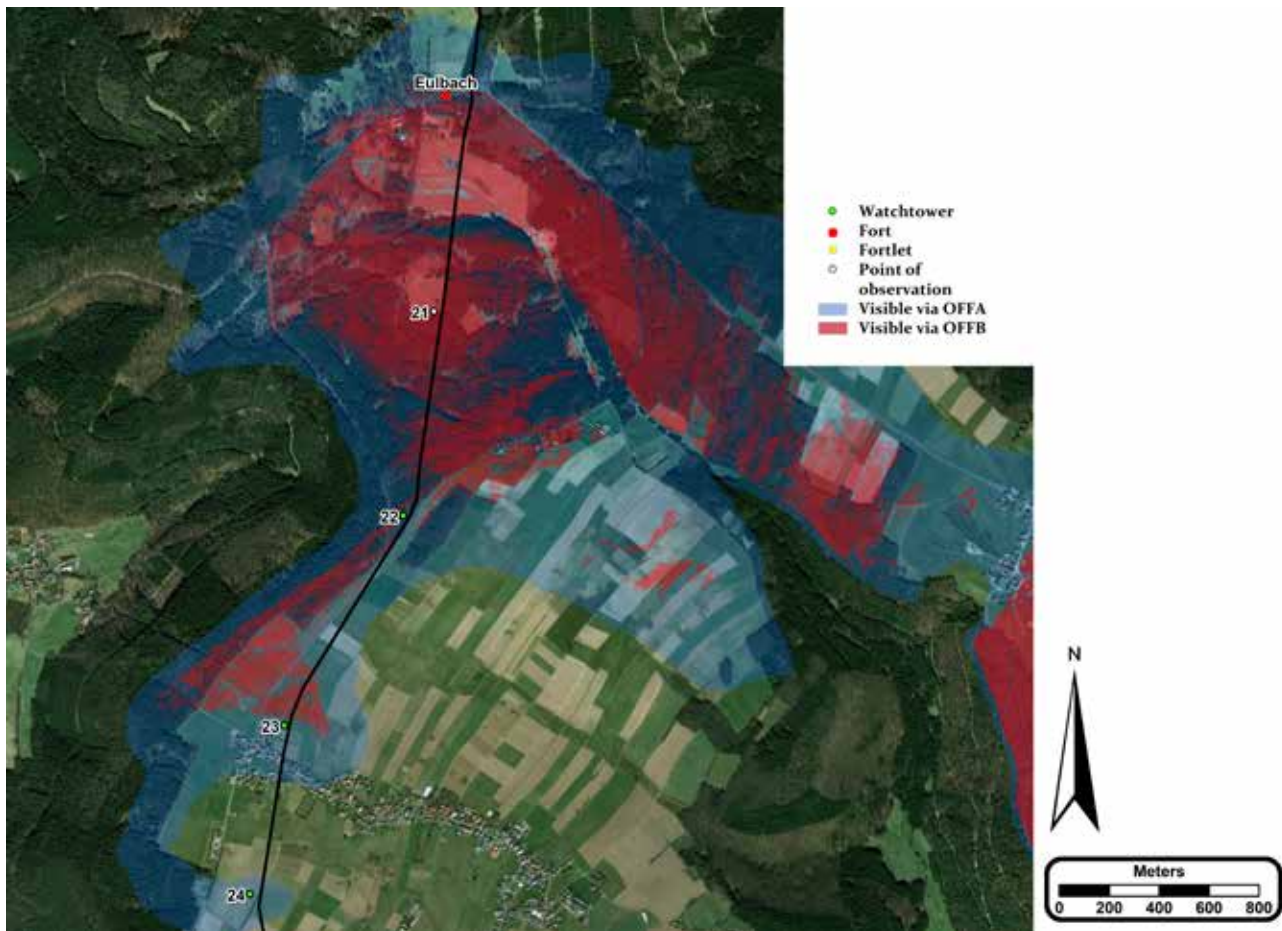 Eulbach
21
22
23
24
Watchtower
Fort
Fortlet
Point of
observation
Visible via OFFA
Visible via OFFB
N
Meters
0 200 400 600 800